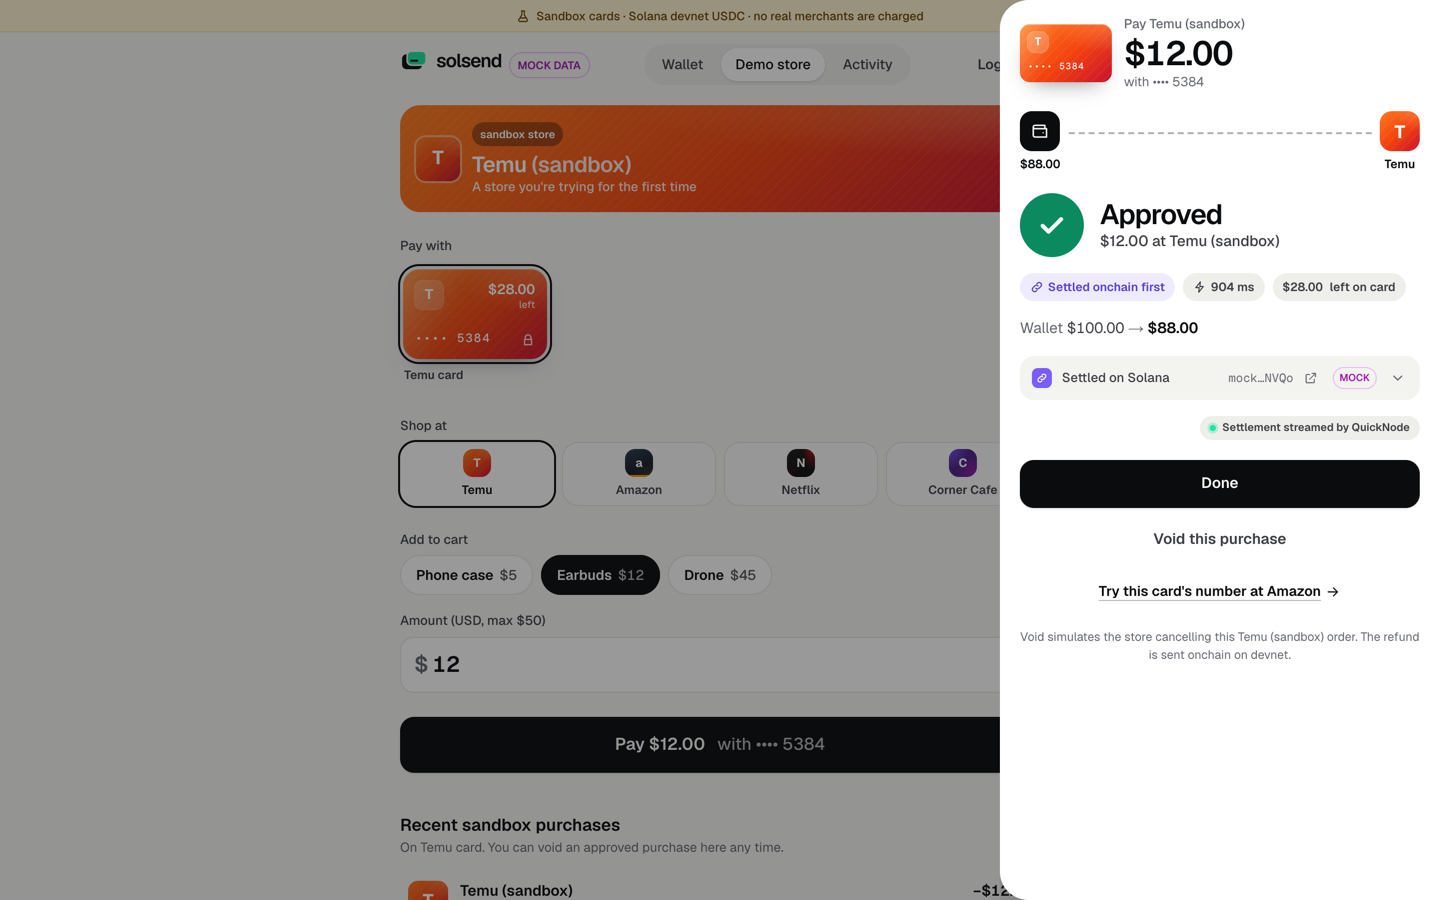 Sandbox cards · Solana devnet USDC · no real merchants are charged
solsend MOCK DATA
Wallet Demo store Activity
T
sandbox store
Temu (sandbox)
A store you're trying for the first time
Pay with
T
$28.00
left
•••• 5384
Temu card
Shop at
T
Temu
a
Amazon
N
Netflix
C
Corner Cafe
Add to cart
Phone case $5
Earbuds $12
Drone $45
Amount (USD, max $50)
$ 12
Pay $12.00 with •••• 5384
Recent sandbox purchases
On Temu card. You can void an approved purchase here any time.
Temu (sandbox)
T
•••• 5384
Pay Temu (sandbox)
$12.00
with •••• 5384
$88.00
T
Temu
Approved
$12.00 at Temu (sandbox)
Settled onchain first
904 ms
$28.00 left on card
Wallet $100.00 → $88.00
Settled on Solana mock…NVQo MOCK
Settlement streamed by QuickNode
Done
Void this purchase
Try this card's number at Amazon →
Void simulates the store cancelling this Temu (sandbox) order. The refund
is sent onchain on devnet.